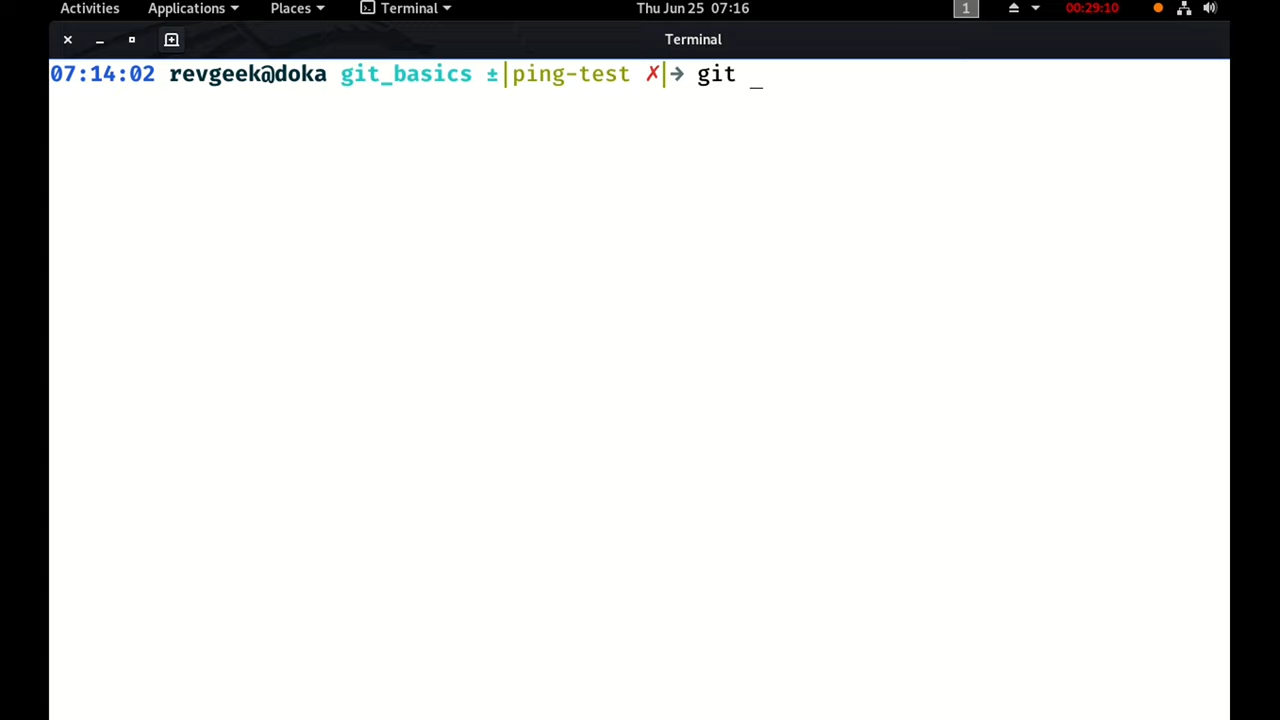 Activities Applications Places Terminal Thu Jun 25 07:16 1 00:29:10
Terminal
07:14:02 revgeek@doka git_basics ±|ping-test ✗|→ git _